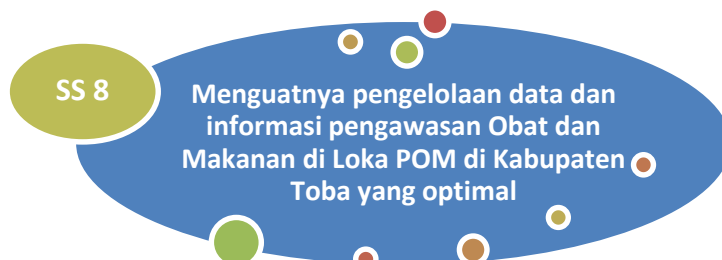 SS 8
Menguatnya pengelolaan data dan
informasi pengawasan Obat dan
Makanan di Loka POM di Kabupaten
Toba yang optimal